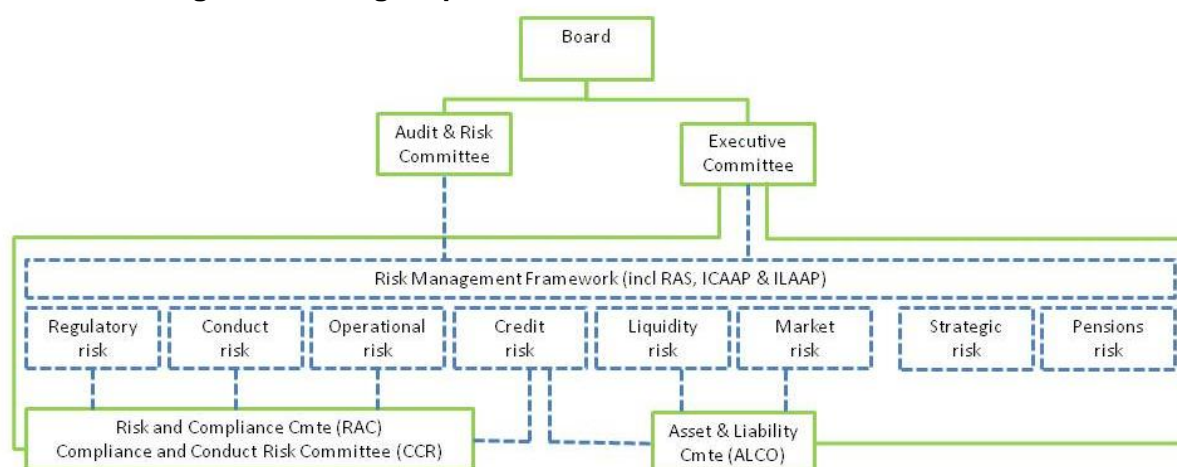 Board
Audit & Risk
Committee
Executive
Committee
Risk Management Framework (incl RAS, ICAAP & ILAAP)
Regulatory
risk
Conduct
risk
Operational
risk
Credit
risk
Liquidity
risk
Market
risk
Strategic
risk
Pensions
risk
Risk and Compliance Cmte (RAC)
Compliance and Conduct Risk Committee (CCR)
Asset & Liability
Cmte (ALCO)